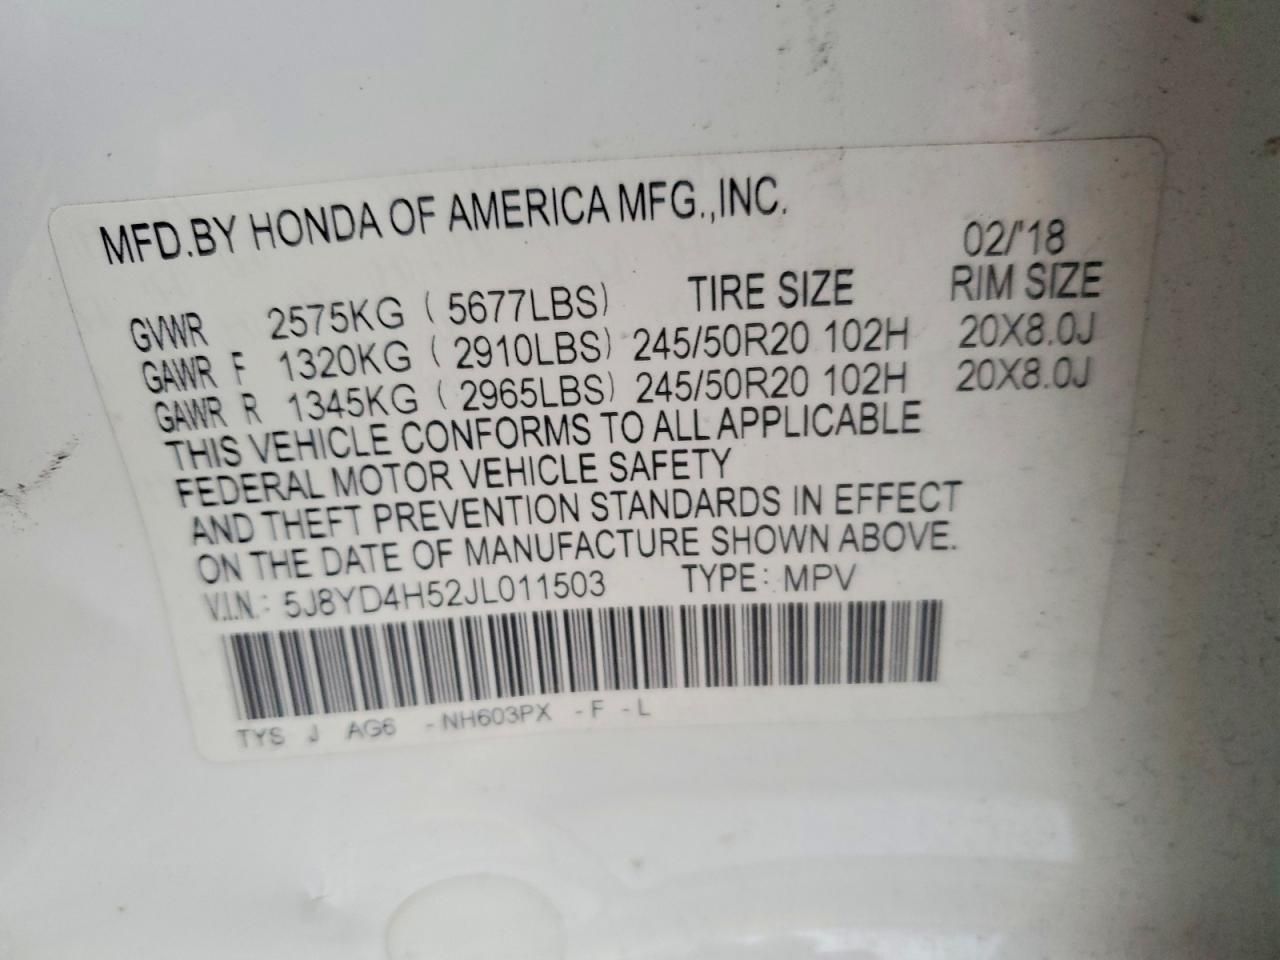 MFD.BY HONDA OF AMERICA MFG.,INC.
02/'18
GVWR 2575KG ( 5677LBS) TIRE SIZE RIM SIZE
GAWR F 1320KG ( 2910LBS) 245/50R20 102H 20X8.0J
GAWR R 1345KG ( 2965LBS) 245/50R20 102H 20X8.0J
THIS VEHICLE CONFORMS TO ALL APPLICABLE
FEDERAL MOTOR VEHICLE SAFETY
AND THEFT PREVENTION STANDARDS IN EFFECT
ON THE DATE OF MANUFACTURE SHOWN ABOVE.
V.I.N.: 5J8YD4H52JL011503 TYPE: MPV
TYS J AG6 -NH603PX -F -L